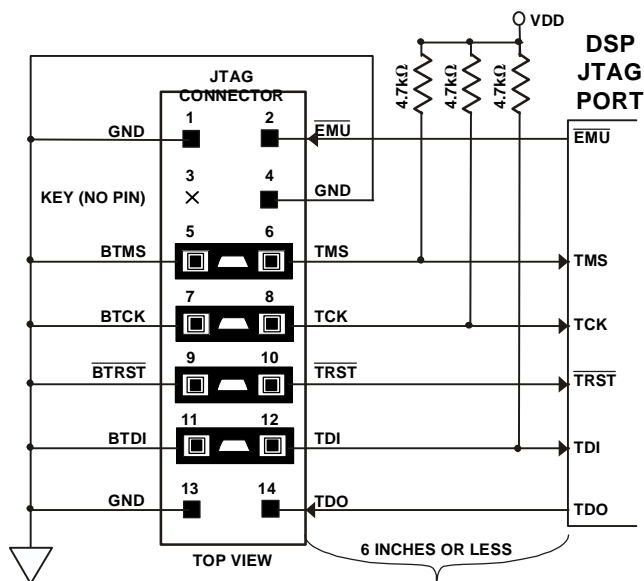 VDD
DSP
JTAG
PORT
4.7kΩ
4.7kΩ
4.7kΩ
JTAG
CONNECTOR
1 2
GND
EMU
EMU
3 4
KEY (NO PIN)
GND
5 6
BTMS
TMS
TMS
7 8
BTCK
TCK
TCK
9 10
BTRST
TRST
TRST
11 12
BTDI
TDI
TDI
13 14
GND
TDO
TDO
TOP VIEW
6 INCHES OR LESS